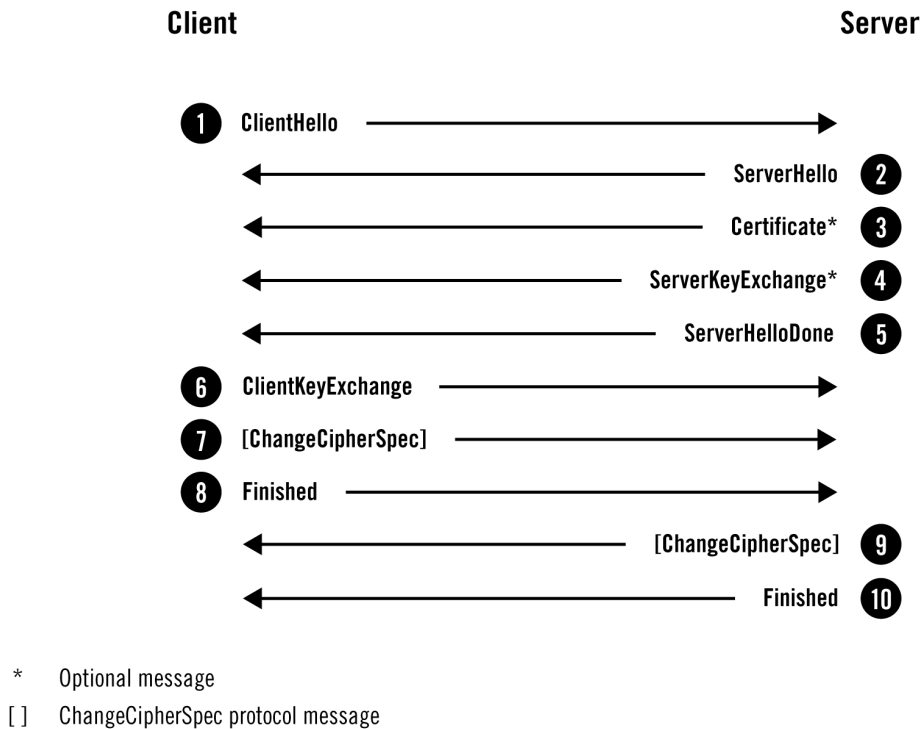 Client Server
1 ClientHello
ServerHello 2
Certificate* 3
ServerKeyExchange* 4
ServerHelloDone 5
6 ClientKeyExchange
7 [ChangeCipherSpec]
8 Finished
[ChangeCipherSpec] 9
Finished 10
* Optional message
[ ] ChangeCipherSpec protocol message